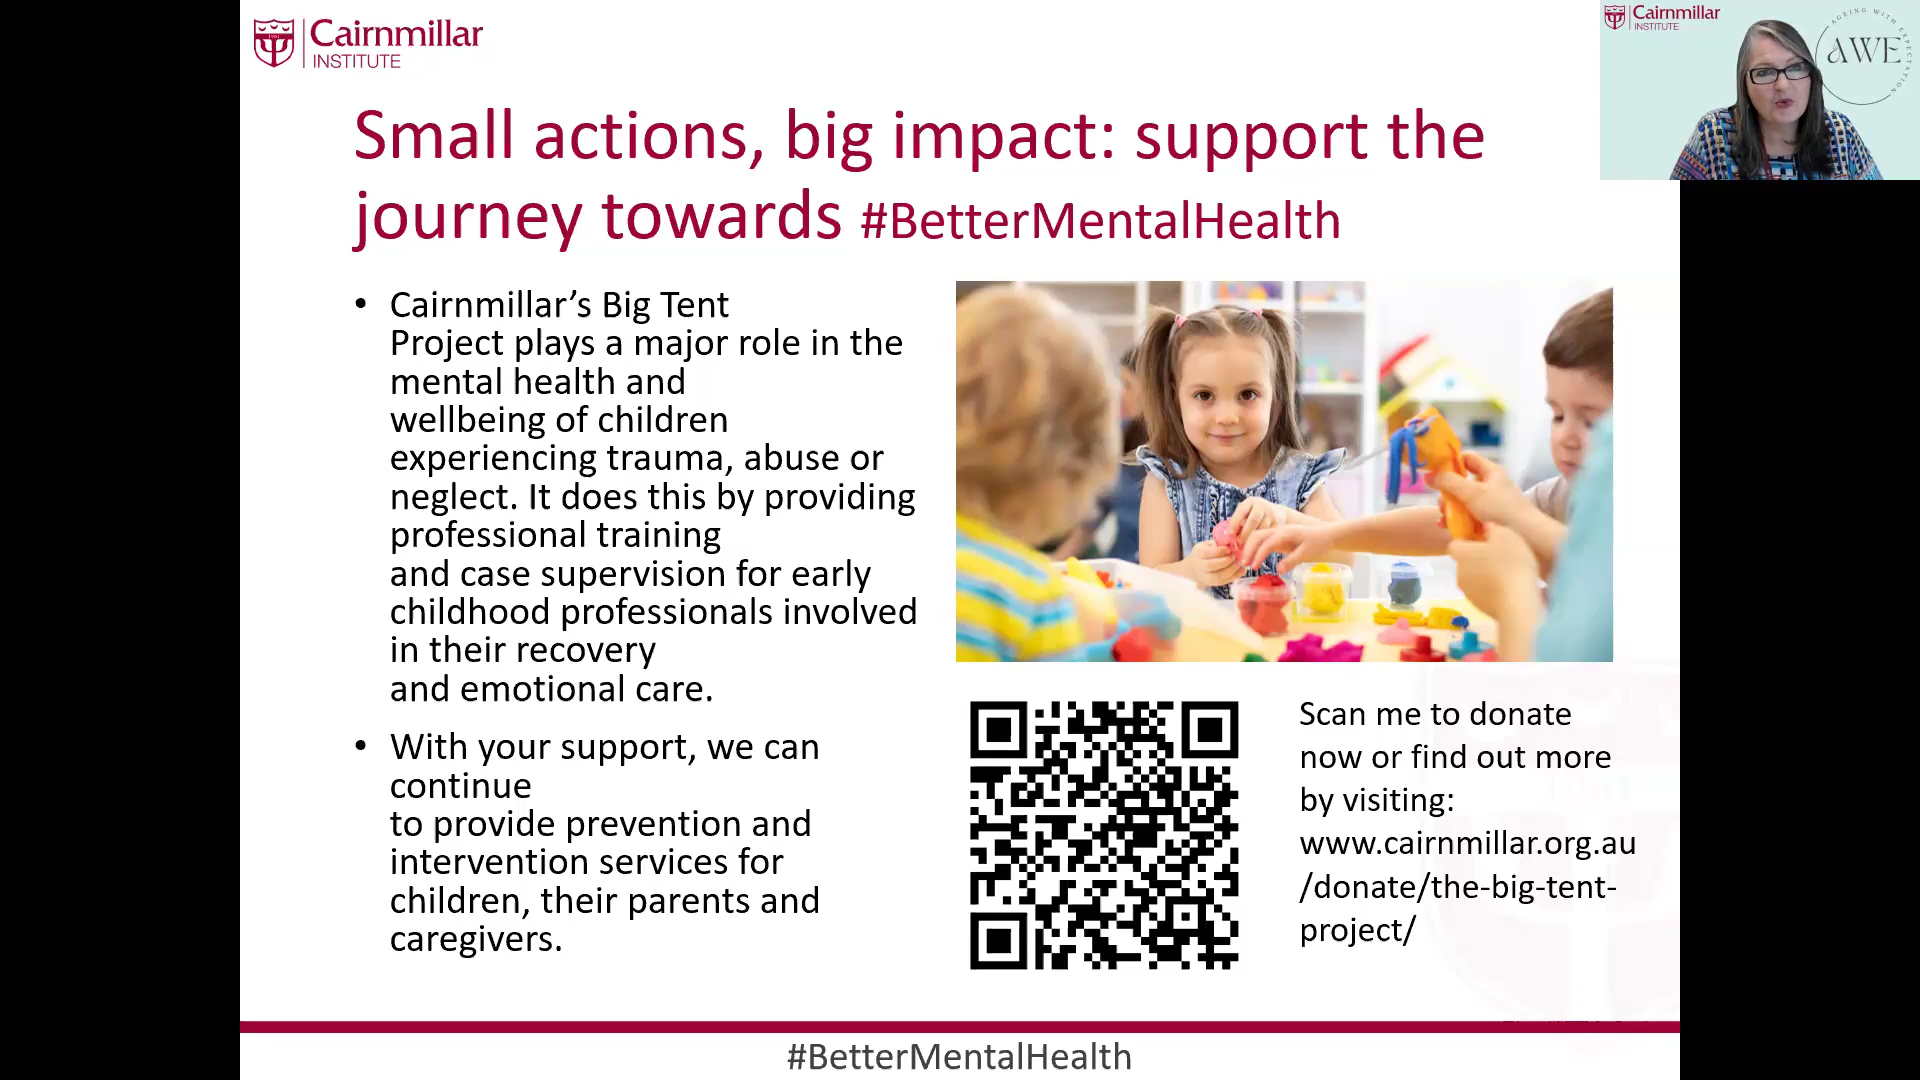 Cairnmillar
INSTITUTE
Cairnmillar
INSTITUTE
AGEING WITH EXPECTATION
AWE
Small actions, big impact: support the
journey towards #BetterMentalHealth
• Cairnmillar’s Big Tent
Project plays a major role in the
mental health and
wellbeing of children
experiencing trauma, abuse or
neglect. It does this by providing
professional training
and case supervision for early
childhood professionals involved
in their recovery
and emotional care.
• With your support, we can
continue
to provide prevention and
intervention services for
children, their parents and
caregivers.
Scan me to donate
now or find out more
by visiting:
www.cairnmillar.org.au
/donate/the-big-tent-
project/
#BetterMentalHealth